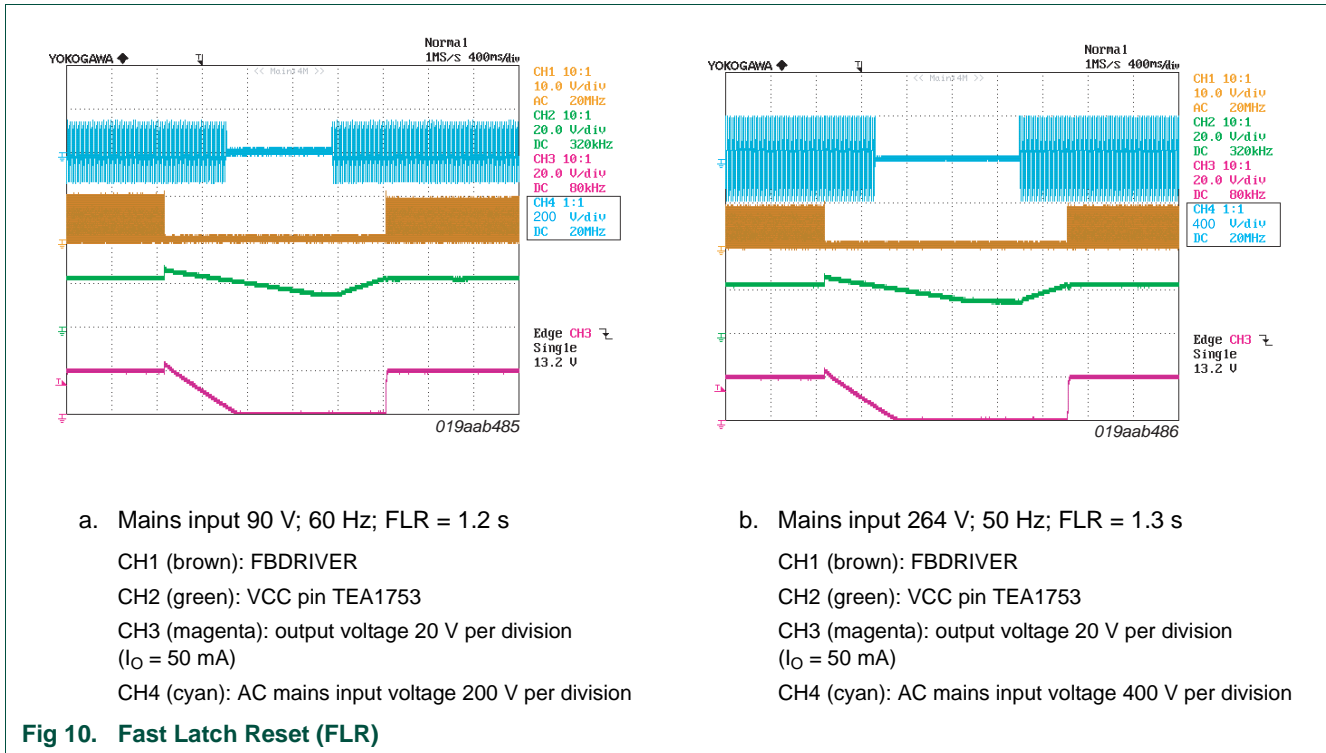 Normal
YOKOGAWA ◆ 1MS/s 400ms/div
<< Main:4M >>
CH1 10:1
10.0 V/div
AC 20MHz
CH2 10:1
20.0 V/div
DC 320kHz
CH3 10:1
20.0 V/div
DC 80kHz
CH4 1:1
200 V/div
DC 20MHz
Edge CH3
Single
13.2 V
019aab485
a. Mains input 90 V; 60 Hz; FLR = 1.2 s
CH1 (brown): FBDRIVER
CH2 (green): VCC pin TEA1753
CH3 (magenta): output voltage 20 V per division
(IO = 50 mA)
CH4 (cyan): AC mains input voltage 200 V per division
Normal
YOKOGAWA ◆ 1MS/s 400ms/div
<< Main:4M >>
CH1 10:1
10.0 V/div
AC 20MHz
CH2 10:1
20.0 V/div
DC 320kHz
CH3 10:1
20.0 V/div
DC 80kHz
CH4 1:1
400 V/div
DC 20MHz
Edge CH3
Single
13.2 V
019aab486
b. Mains input 264 V; 50 Hz; FLR = 1.3 s
CH1 (brown): FBDRIVER
CH2 (green): VCC pin TEA1753
CH3 (magenta): output voltage 20 V per division
(IO = 50 mA)
CH4 (cyan): AC mains input voltage 400 V per division
Fig 10. Fast Latch Reset (FLR)